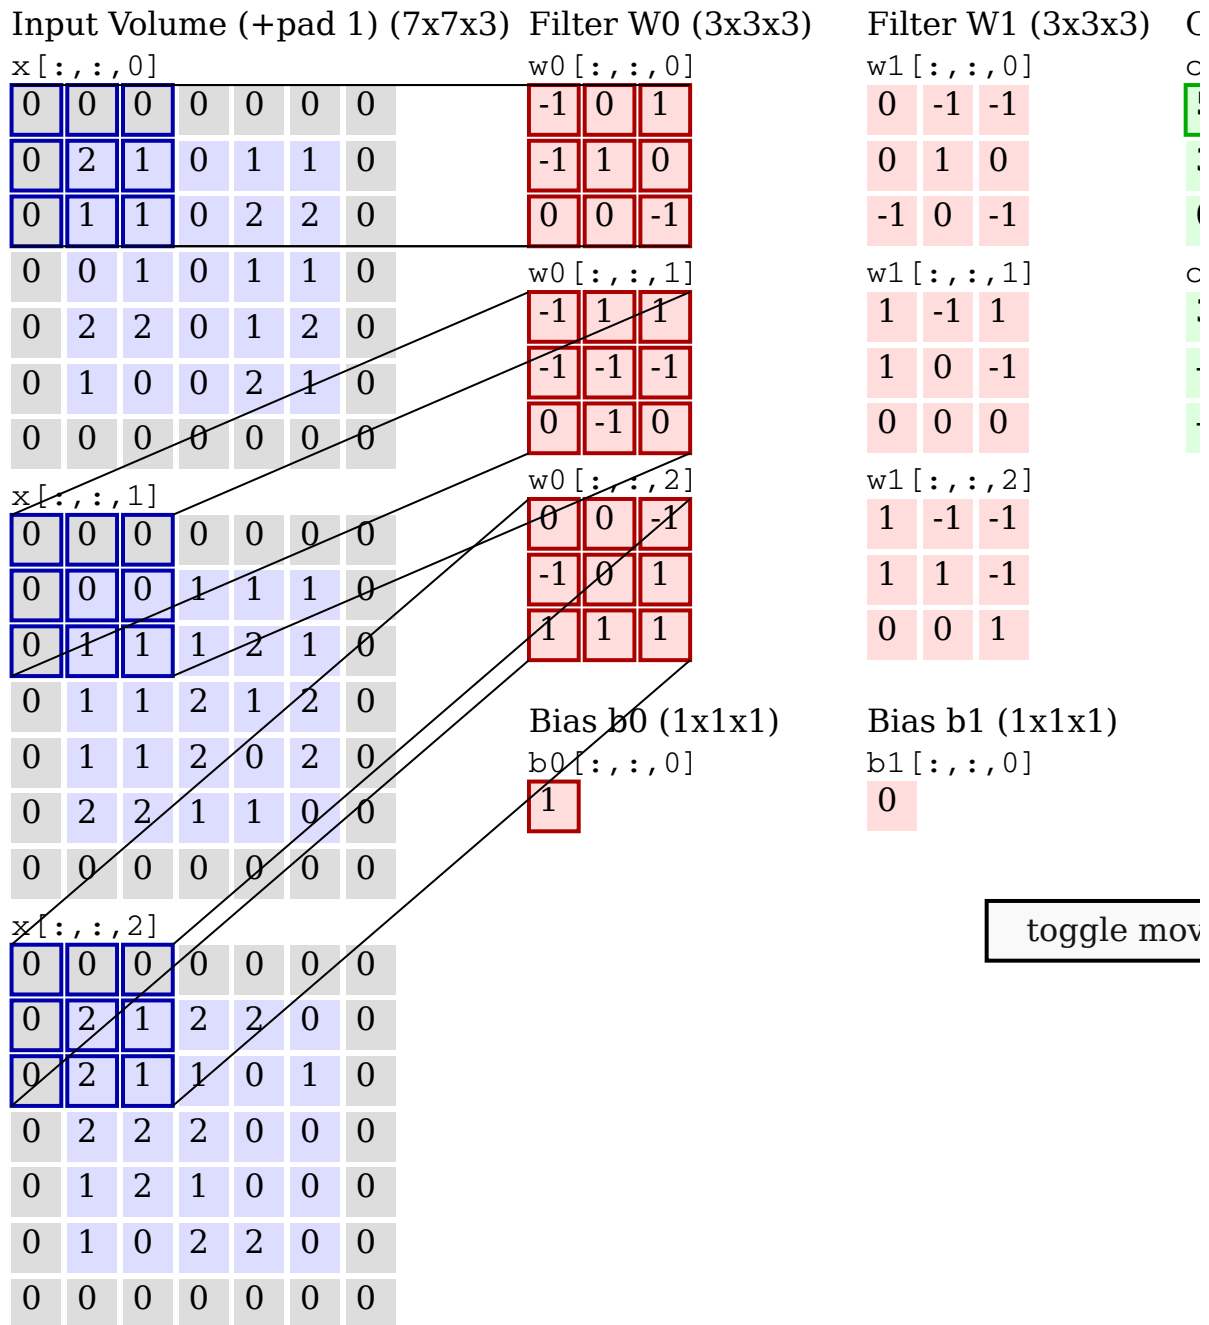 Input Volume (+pad 1) (7x7x3) Filter W0 (3x3x3) Filter W1 (3x3x3)
x[:,:,0] w0[:,:,0] w1[:,:,0]
0 0 0 0 0 0 0 -1 0 1 0 -1 -1
0 2 1 0 1 1 0 -1 1 0 0 1 0
0 1 1 0 2 2 0 0 0 -1 -1 0 -1
0 0 1 0 1 1 0 w0[:,:,1] w1[:,:,1]
0 2 2 0 1 2 0 -1 1 1 1 -1 1
0 1 0 0 2 1 0 -1 -1 -1 1 0 -1
0 0 0 0 0 0 0 0 -1 0 0 0 0
x[:,:,1] w0[:,:,2] w1[:,:,2]
0 0 0 0 0 0 0 0 0 -1 1 -1 -1
0 0 0 1 1 1 0 -1 0 1 1 1 -1
0 1 1 1 2 1 0 1 1 1 0 0 1
0 1 1 2 1 2 0 Bias b0 (1x1x1) Bias b1 (1x1x1)
0 1 1 2 0 2 0 b0[:,:,0] b1[:,:,0]
0 2 2 1 1 0 0 1 0
0 0 0 0 0 0 0
x[:,:,2] toggle mov
0 0 0 0 0 0 0
0 2 1 2 2 0 0
0 2 1 1 0 1 0
0 2 2 2 0 0 0
0 1 2 1 0 0 0
0 1 0 2 2 0 0
0 0 0 0 0 0 0